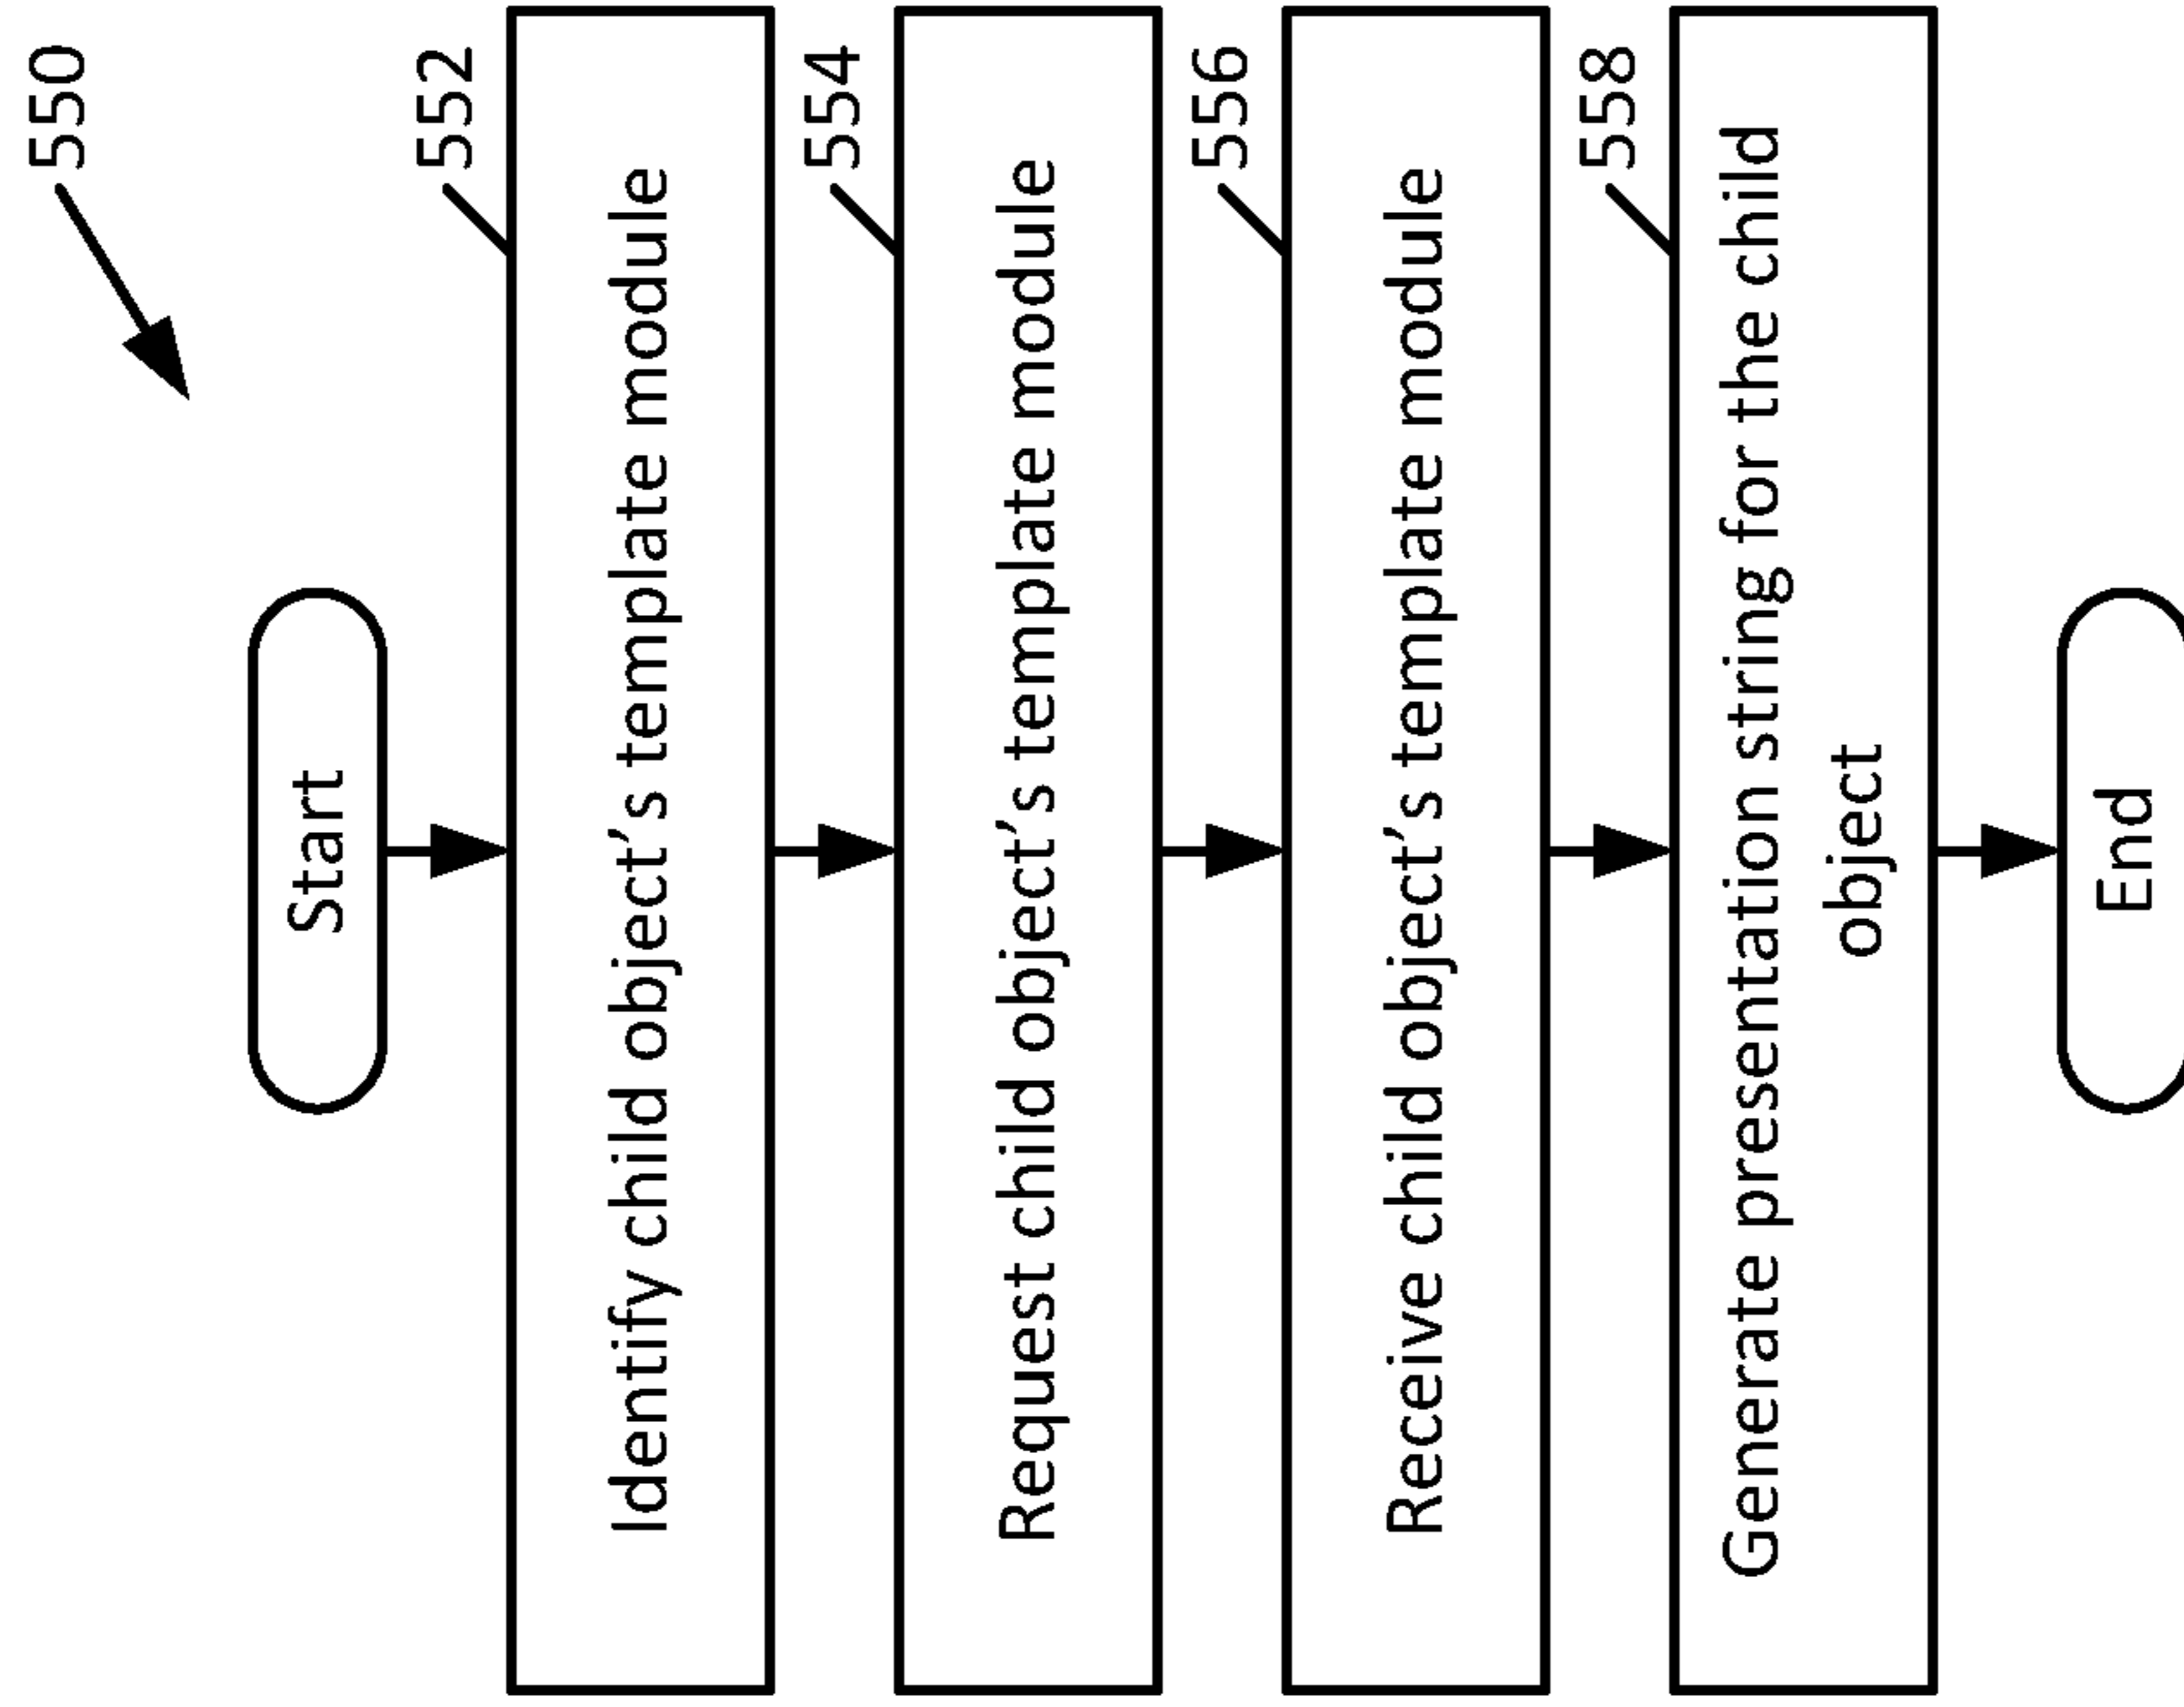 550
Start
552
Identify child object’s template module
554
Request child object’s template module
556
Receive child object’s template module
558
Generate presentation string for the child
object
End